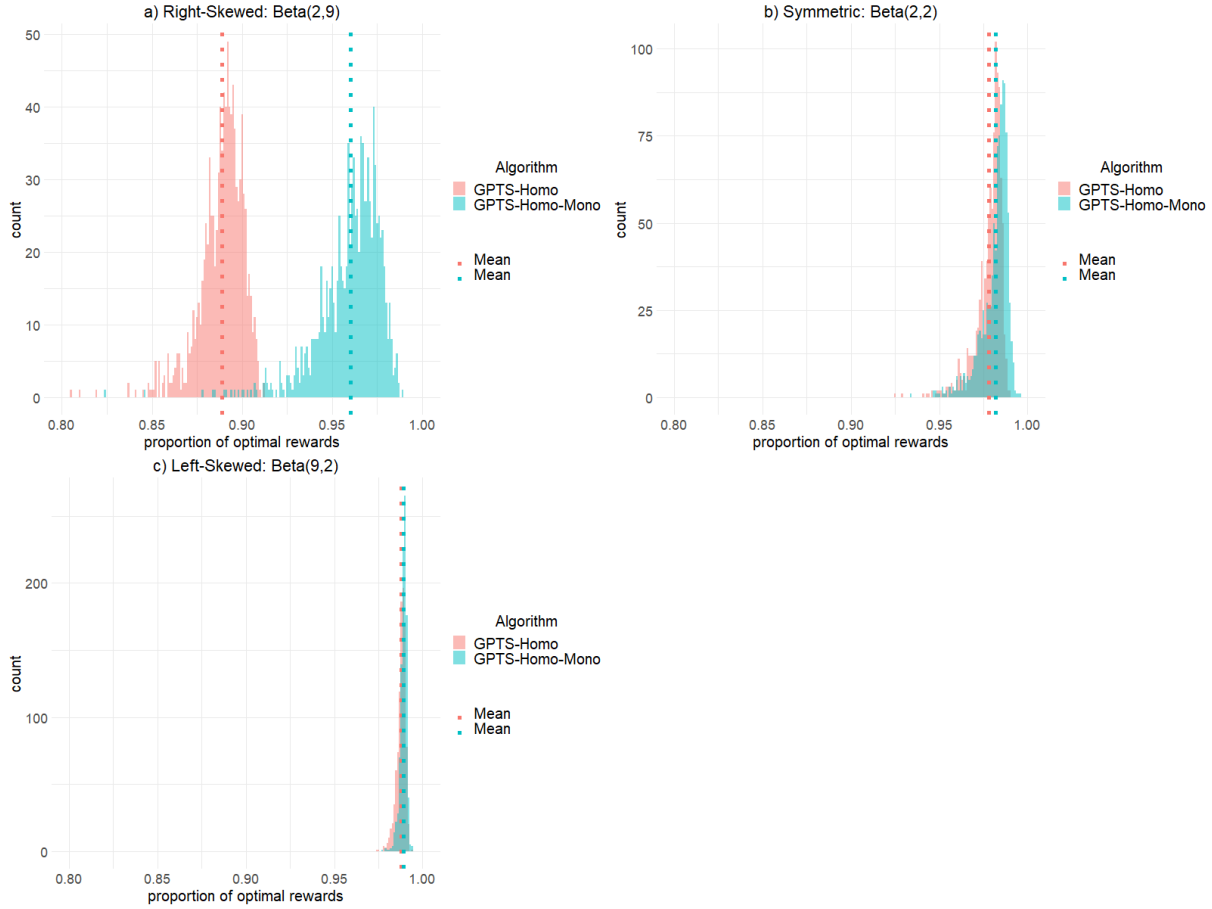 a) Right-Skewed: Beta(2,9)
50
40
30
20
10
0
count
0.80 0.85 0.90 0.95 1.00
proportion of optimal rewards
Algorithm
GPTS-Homo
GPTS-Homo-Mono
Mean
Mean
b) Symmetric: Beta(2,2)
100
75
50
25
0
count
0.80 0.85 0.90 0.95 1.00
proportion of optimal rewards
Algorithm
GPTS-Homo
GPTS-Homo-Mono
Mean
Mean
c) Left-Skewed: Beta(9,2)
200
100
0
count
0.80 0.85 0.90 0.95 1.00
proportion of optimal rewards
Algorithm
GPTS-Homo
GPTS-Homo-Mono
Mean
Mean